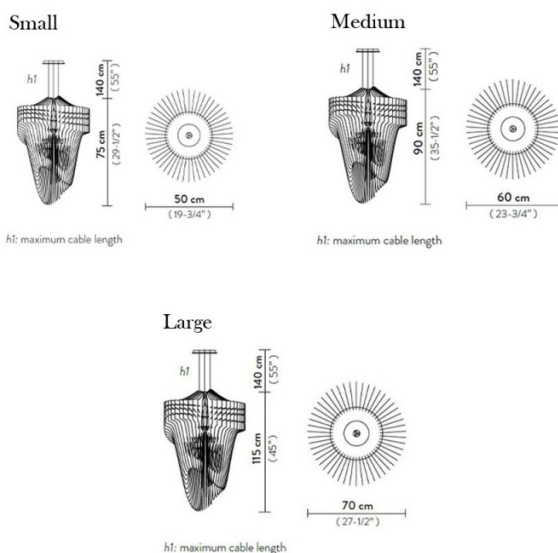 Small
h1
140 cm
(55")
75 cm
(29-1/2")
50 cm
(19-3/4")
h1: maximum cable length
Medium
h1
140 cm
(55")
90 cm
(35-1/2")
60 cm
(23-3/4")
h1: maximum cable length
Large
h1
140 cm
(55")
115 cm
(45")
70 cm
(27-1/2")
h1: maximum cable length